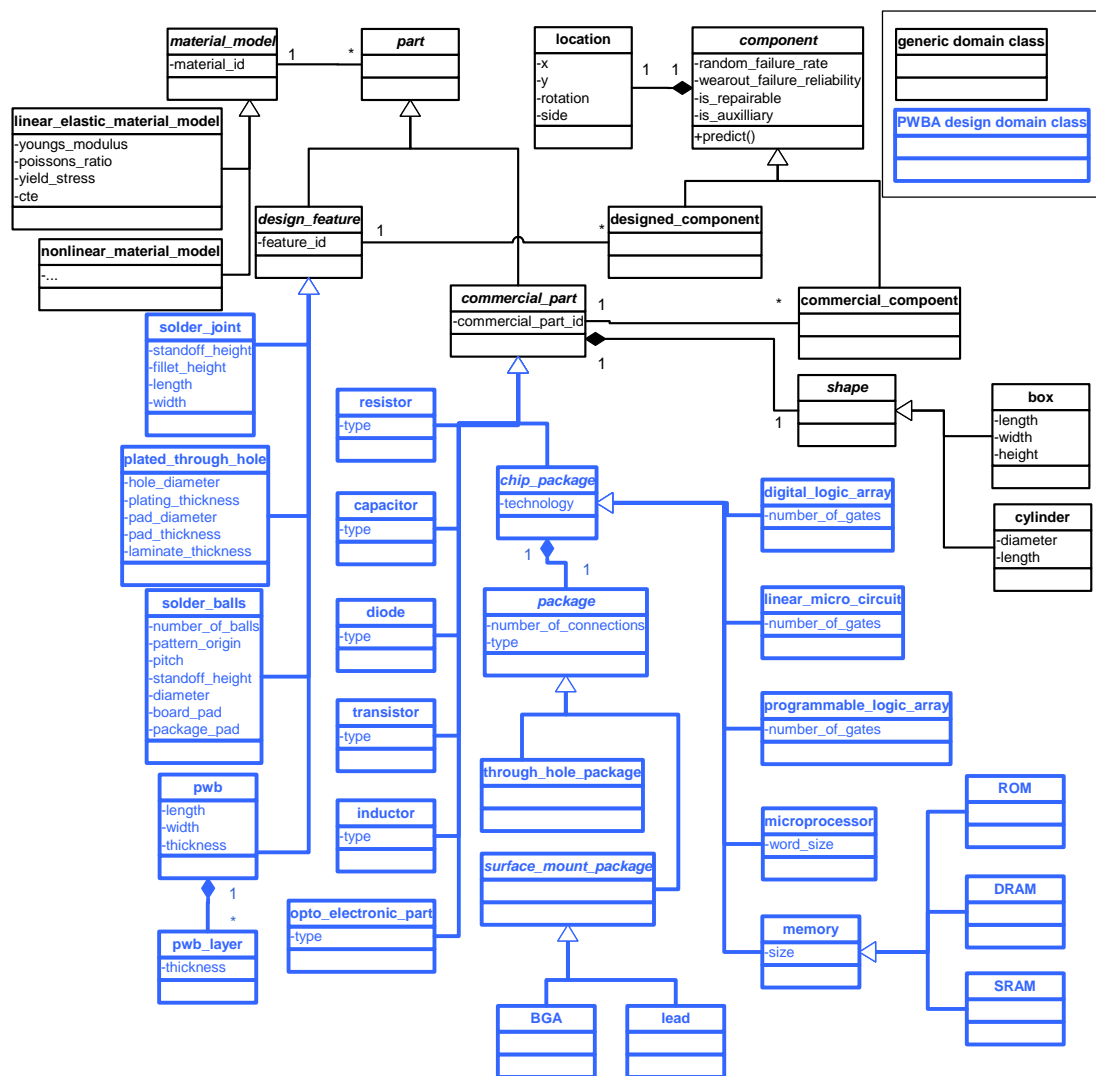 material_model
-material_id
1
*
part
location
-x
-y
-rotation
-side
1
1
component
-random_failure_rate
-wearout_failure_reliability
-is_repairable
-is_auxilliary
+predict()
generic domain class
PWBA design domain class
linear_elastic_material_model
-youngs_modulus
-poissons_ratio
-yield_stress
-cte
nonlinear_material_model
-...
design_feature
-feature_id
1
*
designed_component
commercial_part
-commercial_part_id
1
*
commercial_compoent
1
1
shape
box
-length
-width
-height
cylinder
-diameter
-length
solder_joint
-standoff_height
-fillet_height
-length
-width
plated_through_hole
-hole_diameter
-plating_thickness
-pad_diameter
-pad_thickness
-laminate_thickness
solder_balls
-number_of_balls
-pattern_origin
-pitch
-standoff_height
-diameter
-board_pad
-package_pad
pwb
-length
-width
-thickness
1
*
pwb_layer
-thickness
resistor
-type
capacitor
-type
diode
-type
transistor
-type
inductor
-type
opto_electronic_part
-type
chip_package
-technology
1
1
package
-number_of_connections
-type
through_hole_package
surface_mount_package
BGA
lead
digital_logic_array
-number_of_gates
linear_micro_circuit
-number_of_gates
programmable_logic_array
-number_of_gates
microprocessor
-word_size
memory
-size
ROM
DRAM
SRAM